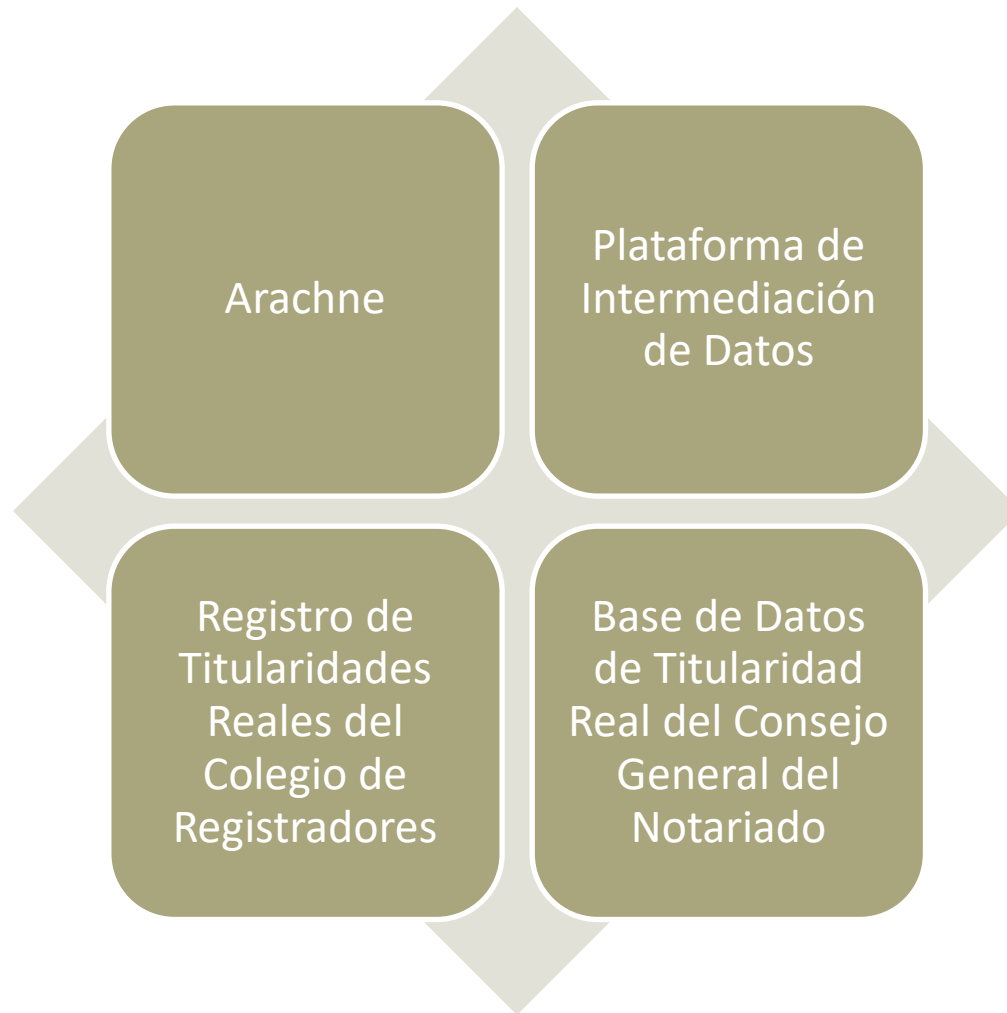 Arachne
Plataforma de
Intermediación
de Datos
Registro de
Titularidades
Reales del
Colegio de
Registradores
Base de Datos
de Titularidad
Real del Consejo
General del
Notariado